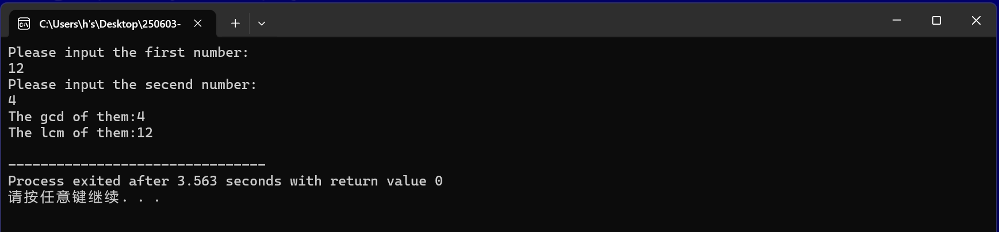 C:\Users\h's\Desktop\250603-
Please input the first number:
12
Please input the secend number:
4
The gcd of them:4
The lcm of them:12
--------------------------------
Process exited after 3.563 seconds with return value 0
请按任意键继续. . .